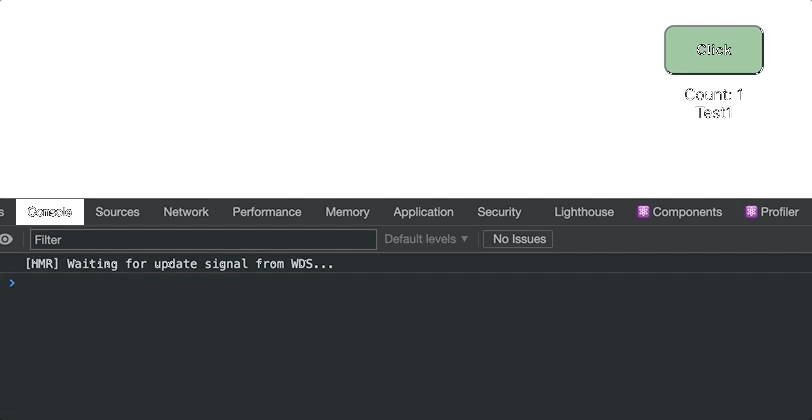 Click
Count: 1
Test1
s Console Sources Network Performance Memory Application Security Lighthouse Components Profiler
Filter Default levels ▼ No Issues
[HMR] Waiting for update signal from WDS...
>